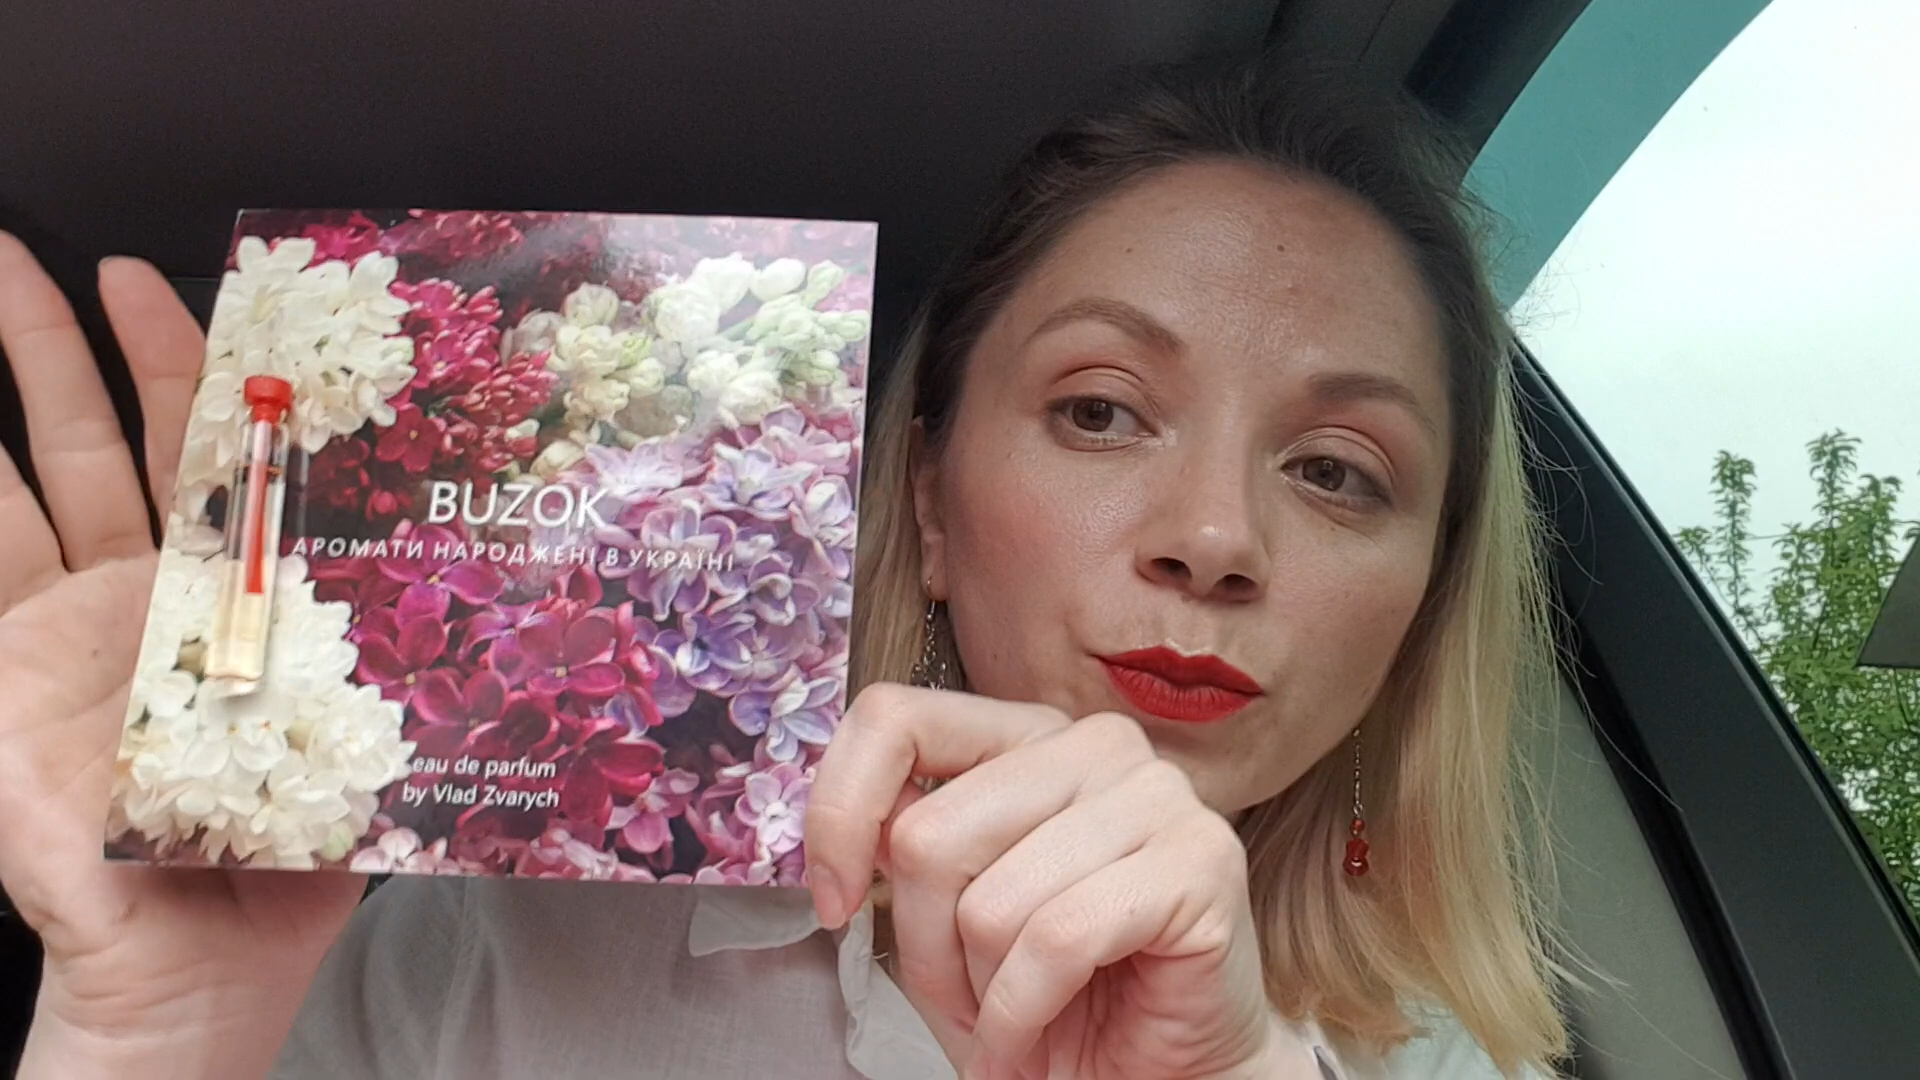 BUZOK
АРОМАТИ НАРОДЖЕНІ В УКРАЇНІ
eau de parfum
by Vlad Zvarych